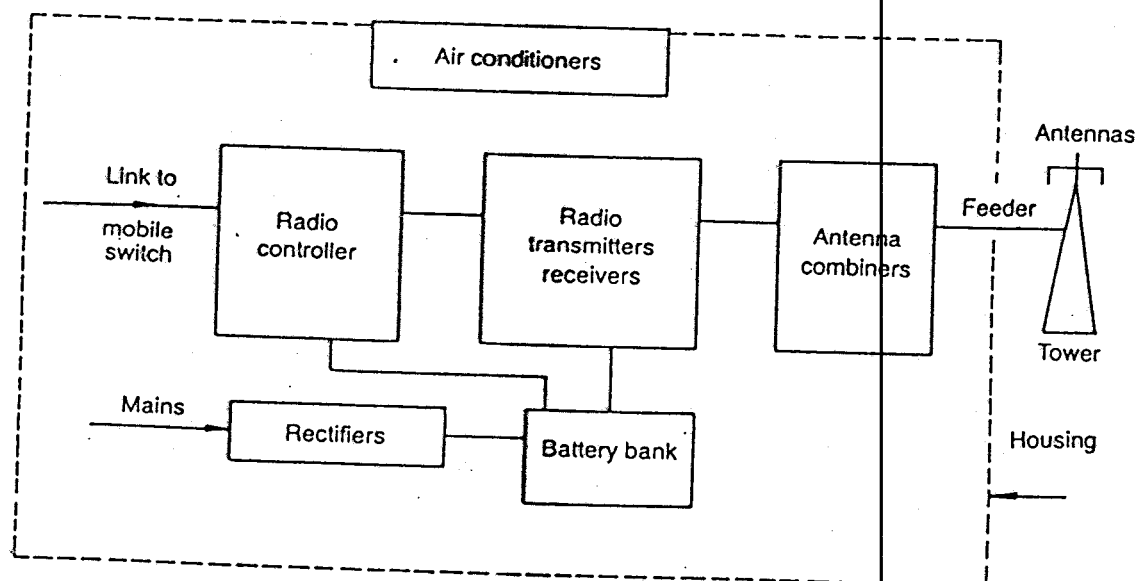 Air conditioners
Antennas
Link to
mobile
switch
Radio
controller
Radio
transmitters
receivers
Antenna
combiners
Feeder
Tower
Mains
Rectifiers
Battery bank
Housing